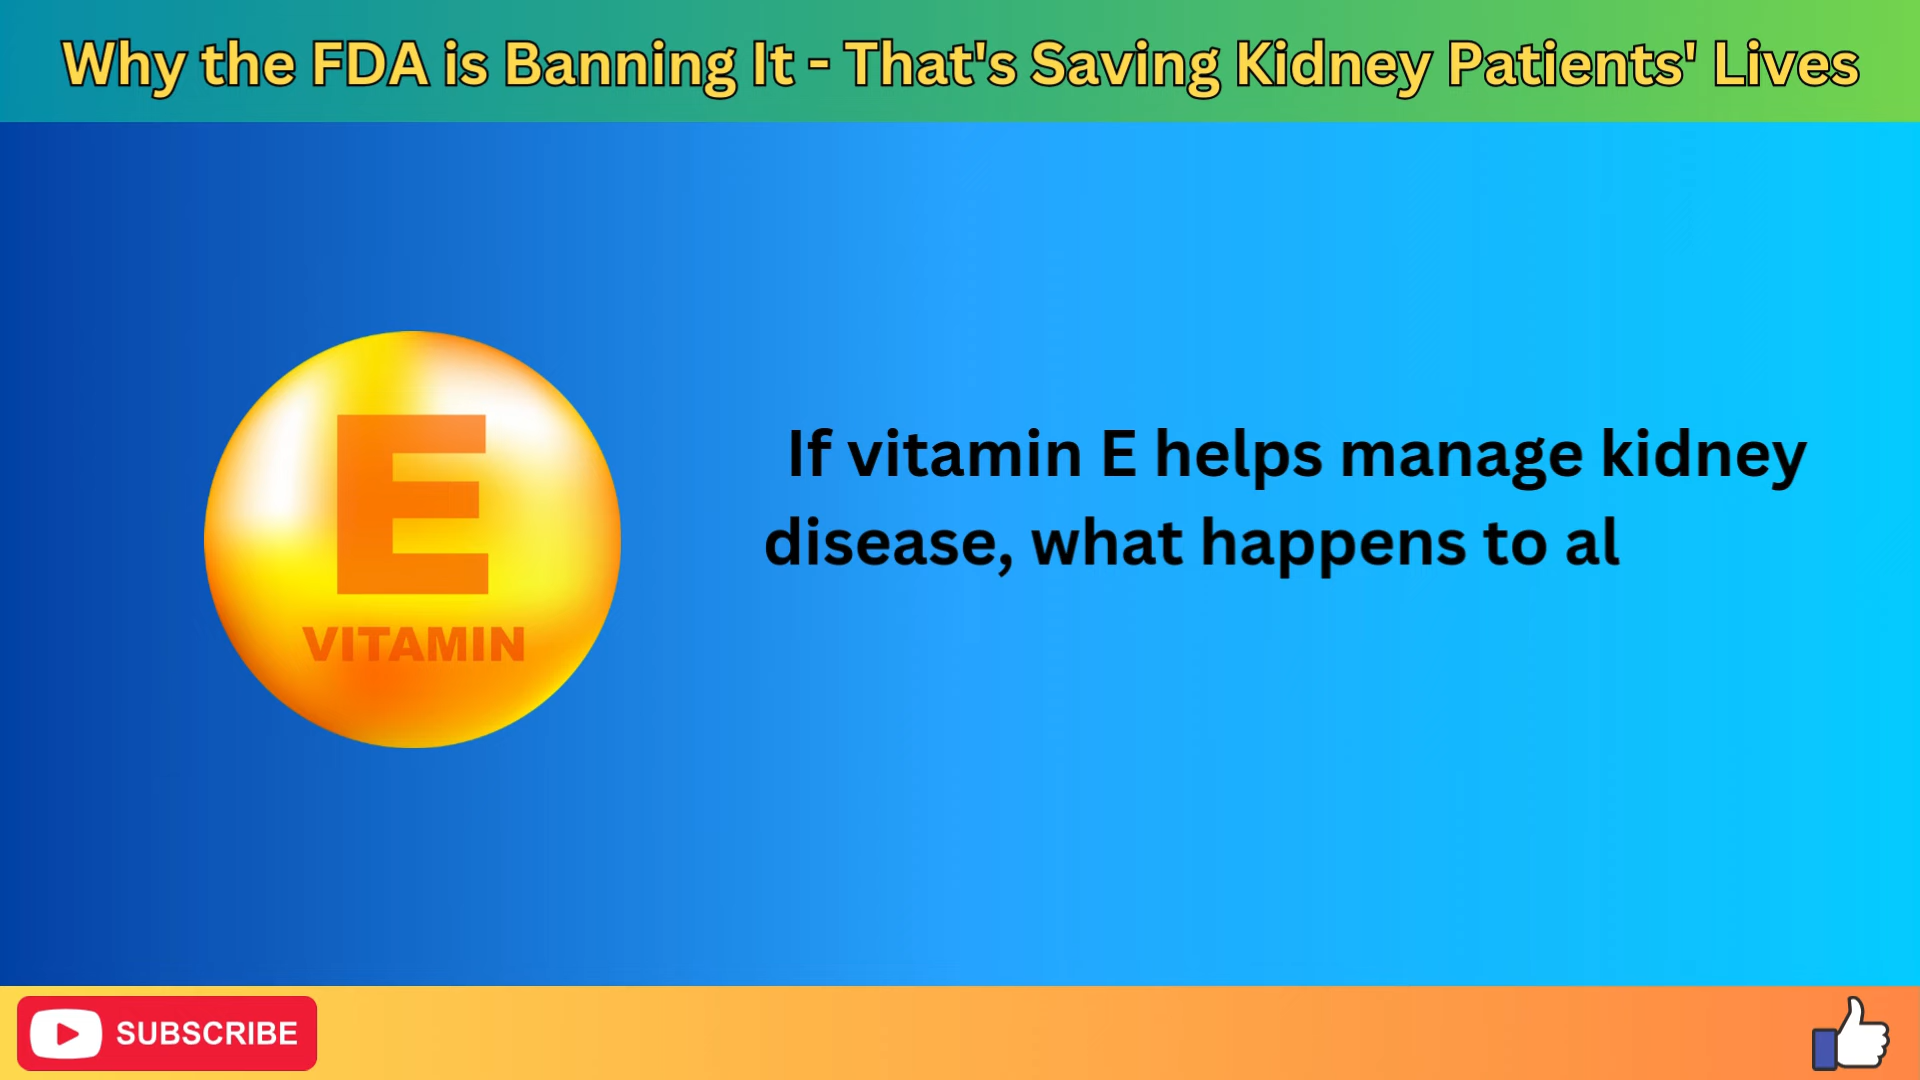 Why the FDA is Banning It - That's Saving Kidney Patients' Lives
E
VITAMIN
If vitamin E helps manage kidney
disease, what happens to al
SUBSCRIBE